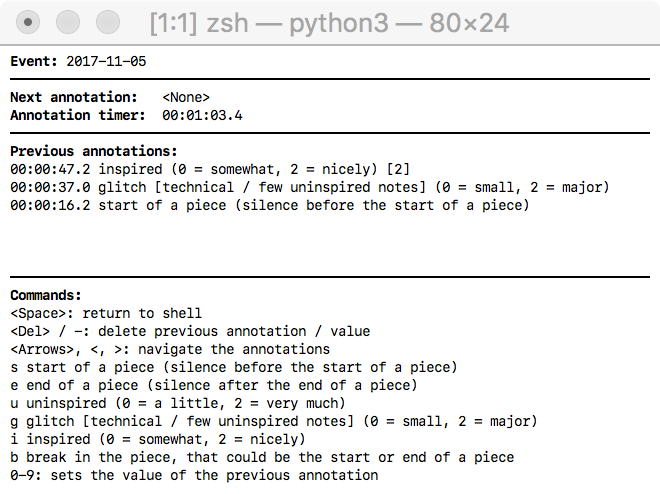 [1:1] zsh — python3 — 80×24
Event: 2017-11-05
Next annotation:   <None>
Annotation timer:  00:01:03.4
Previous annotations:
00:00:47.2 inspired (0 = somewhat, 2 = nicely) [2]
00:00:37.0 glitch [technical / few uninspired notes] (0 = small, 2 = major)
00:00:16.2 start of a piece (silence before the start of a piece)
Commands:
<Space>: return to shell
<Del> / -: delete previous annotation / value
<Arrows>, <, >: navigate the annotations
s start of a piece (silence before the start of a piece)
e end of a piece (silence after the end of a piece)
u uninspired (0 = a little, 2 = very much)
g glitch [technical / few uninspired notes] (0 = small, 2 = major)
i inspired (0 = somewhat, 2 = nicely)
b break in the piece, that could be the start or end of a piece
0-9: sets the value of the previous annotation